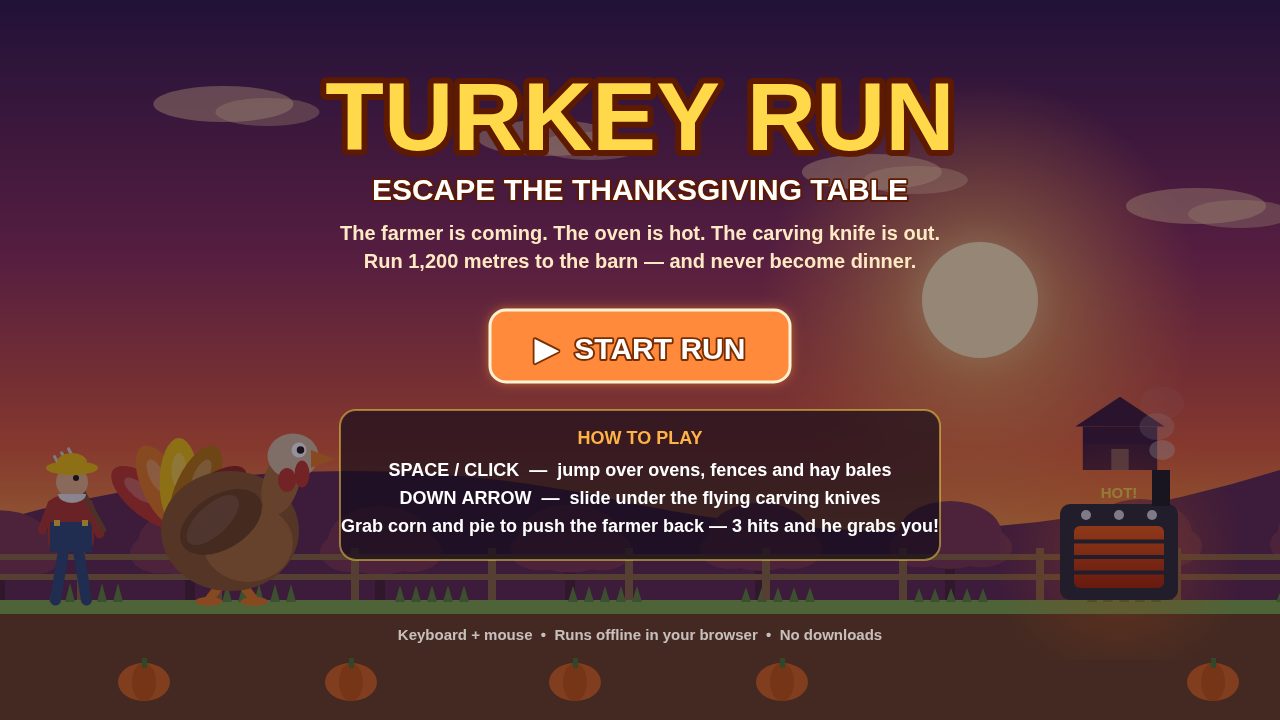 TURKEY RUN
ESCAPE THE THANKSGIVING TABLE
The farmer is coming. The oven is hot. The carving knife is out.
Run 1,200 metres to the barn — and never become dinner.
▶ START RUN
HOW TO PLAY
SPACE / CLICK — jump over ovens, fences and hay bales
DOWN ARROW — slide under the flying carving knives
Grab corn and pie to push the farmer back — 3 hits and he grabs you!
HOT!
Keyboard + mouse • Runs offline in your browser • No downloads